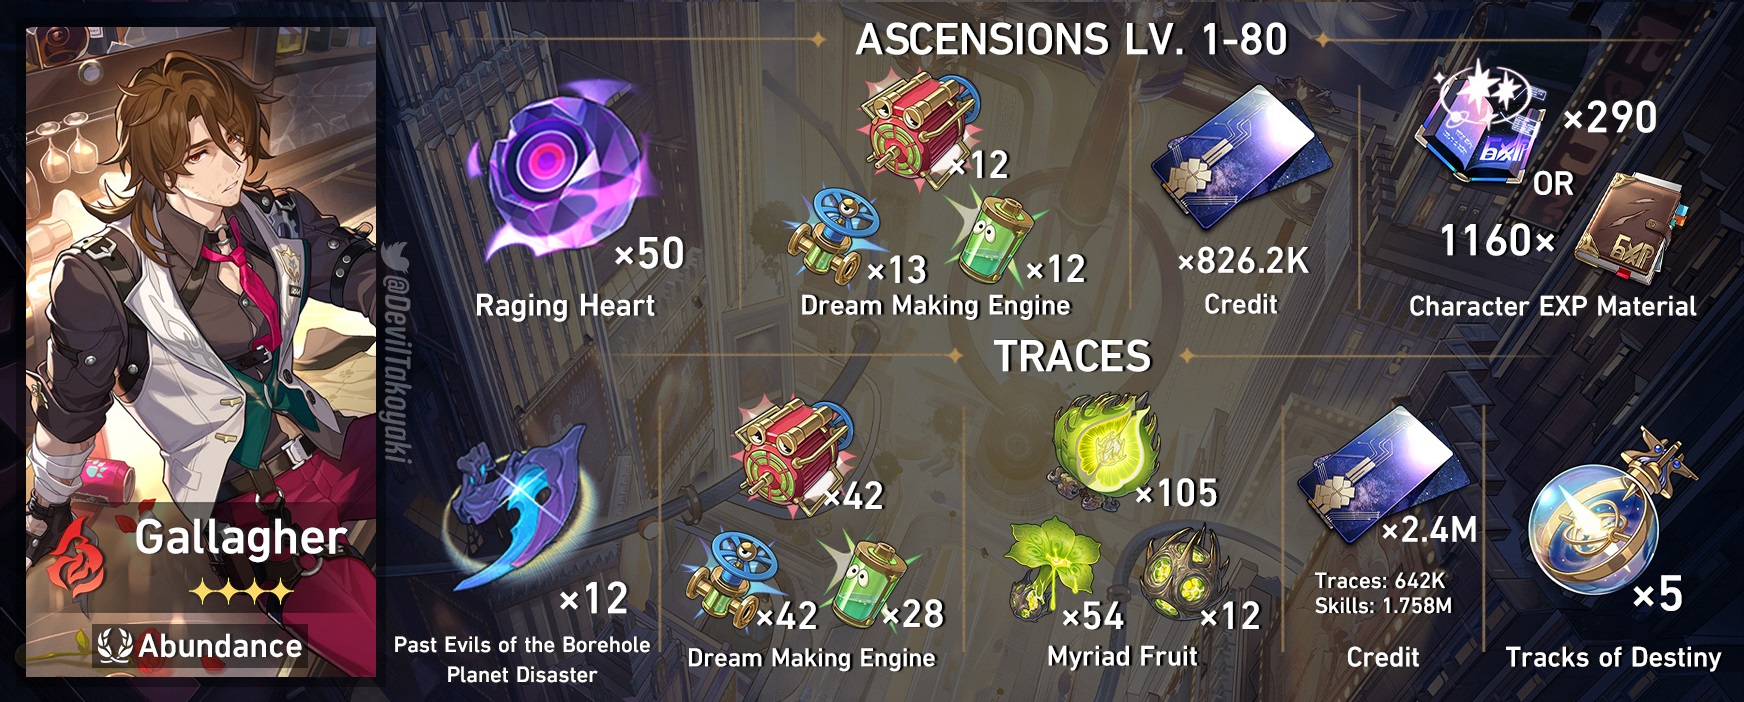 ASCENSIONS LV. 1-80
×50
Raging Heart
×12
×13
×12
Dream Making Engine
×826.2K
Credit
EXP
×290
OR
1160×
EXP
Character EXP Material
@DevilTakoyaki
Gallagher
Abundance
TRACES
×12
Past Evils of the Borehole
Planet Disaster
×42
×42
×28
Dream Making Engine
×105
×54
×12
Myriad Fruit
×2.4M
Traces: 642K
Skills: 1.758M
Credit
×5
Tracks of Destiny